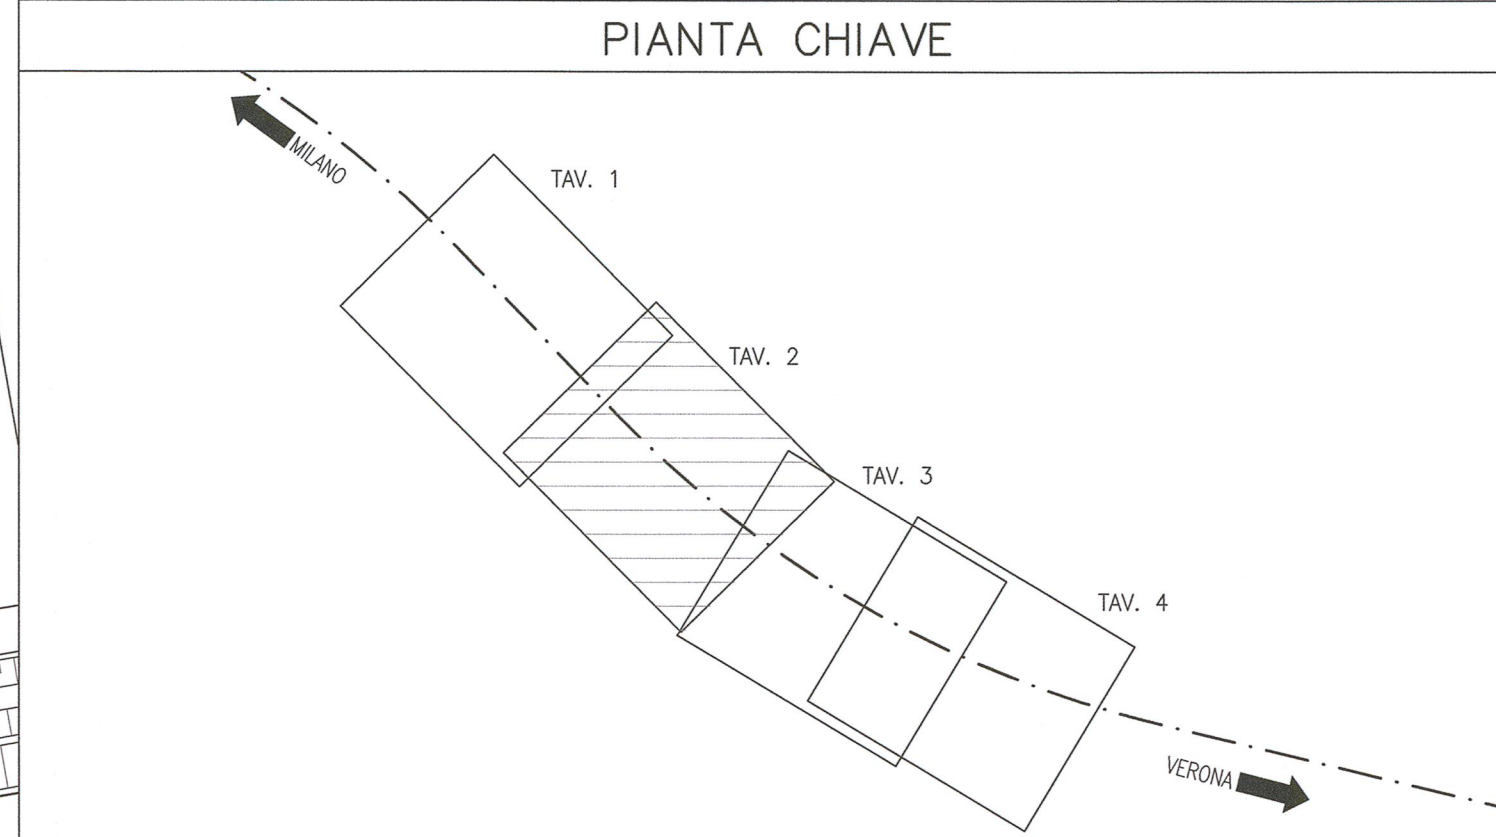 PIANTA CHIAVE
MILANO
TAV. 1
TAV. 2
TAV. 3
TAV. 4
VERONA